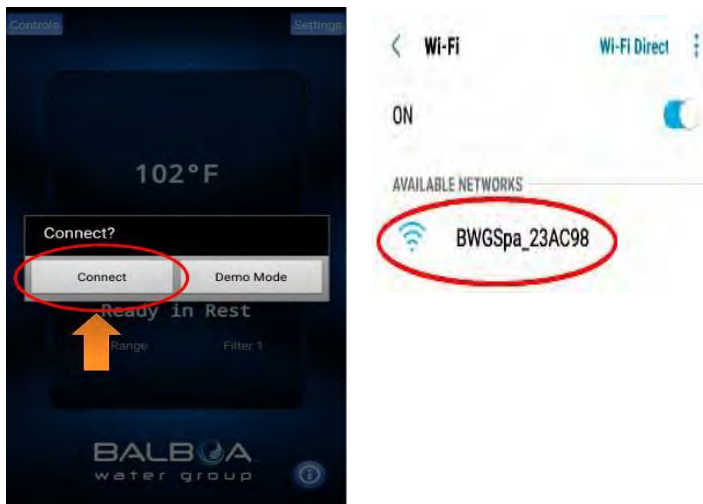 Controls
Settings
102°F
Connect?
Connect
Demo Mode
Ready in Rest
Range
Filter 1
BALBOA
water group
Wi-Fi
Wi-Fi Direct
ON
AVAILABLE NETWORKS
BWGSpa_23AC98